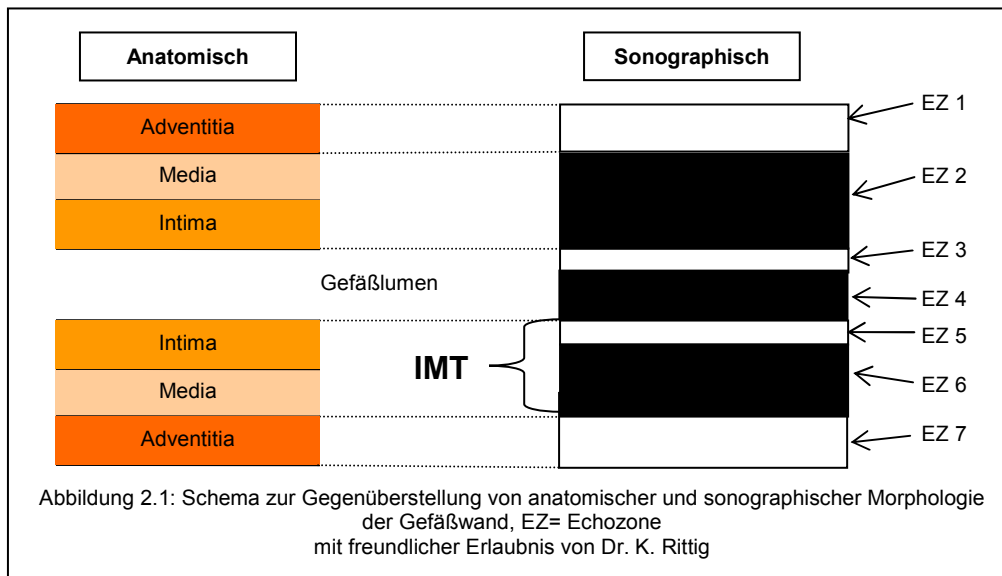 Anatomisch
Sonographisch
Adventitia
Media
Intima
Gefäßlumen
Intima
Media
Adventitia
IMT
EZ 1
EZ 2
EZ 3
EZ 4
EZ 5
EZ 6
EZ 7
Abbildung 2.1: Schema zur Gegenüberstellung von anatomischer und sonographischer Morphologie
der Gefäßwand, EZ= Echozone
mit freundlicher Erlaubnis von Dr. K. Rittig